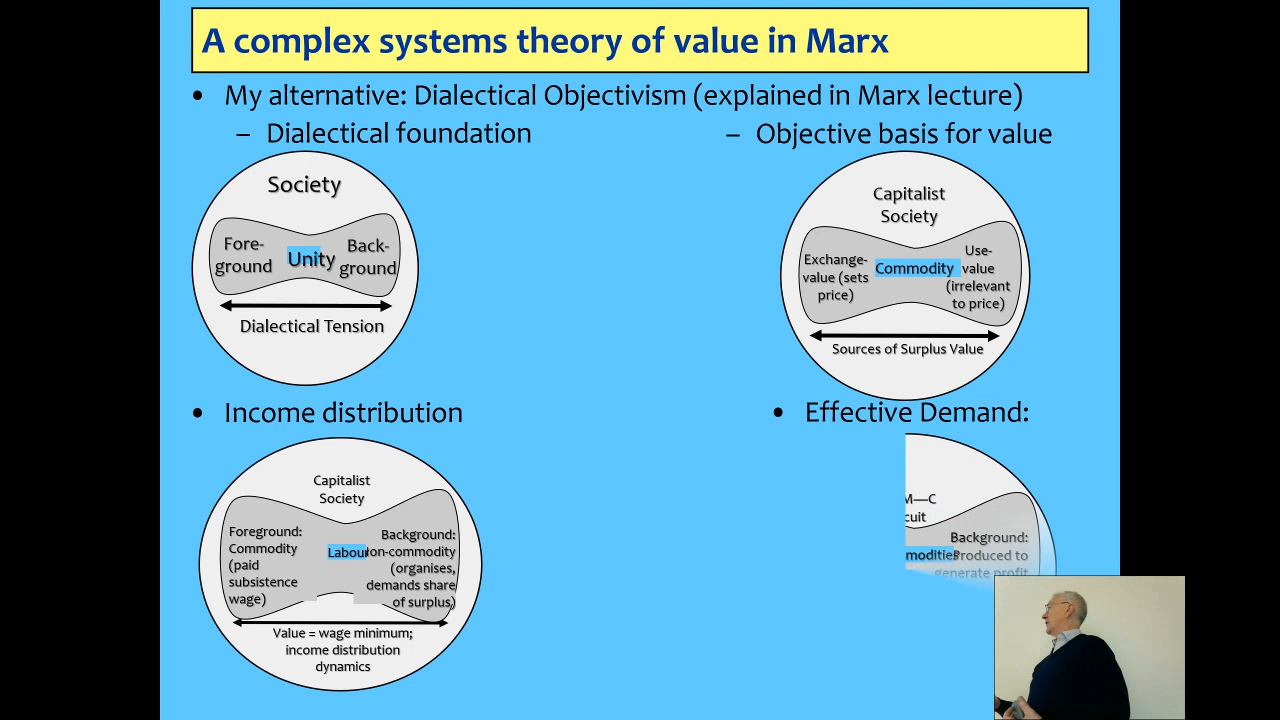 A complex systems theory of value in Marx
• My alternative: Dialectical Objectivism (explained in Marx lecture)
– Dialectical foundation
Society
Fore-
ground
Unity
Back-
ground
Dialectical Tension
– Objective basis for value
Capitalist
Society
Exchange-
value (sets
price)
Commodity
Use-
value
(irrelevant
to price)
Sources of Surplus Value
• Income distribution
Capitalist
Society
Foreground:
Commodity
(paid
subsistence
wage)
Labour
Background:
on-commodity
(organises,
demands share
of surplus)
Value = wage minimum;
income distribution
dynamics
• Effective Demand:
M—C
cuit
modities
Background:
Produced to
generate profit